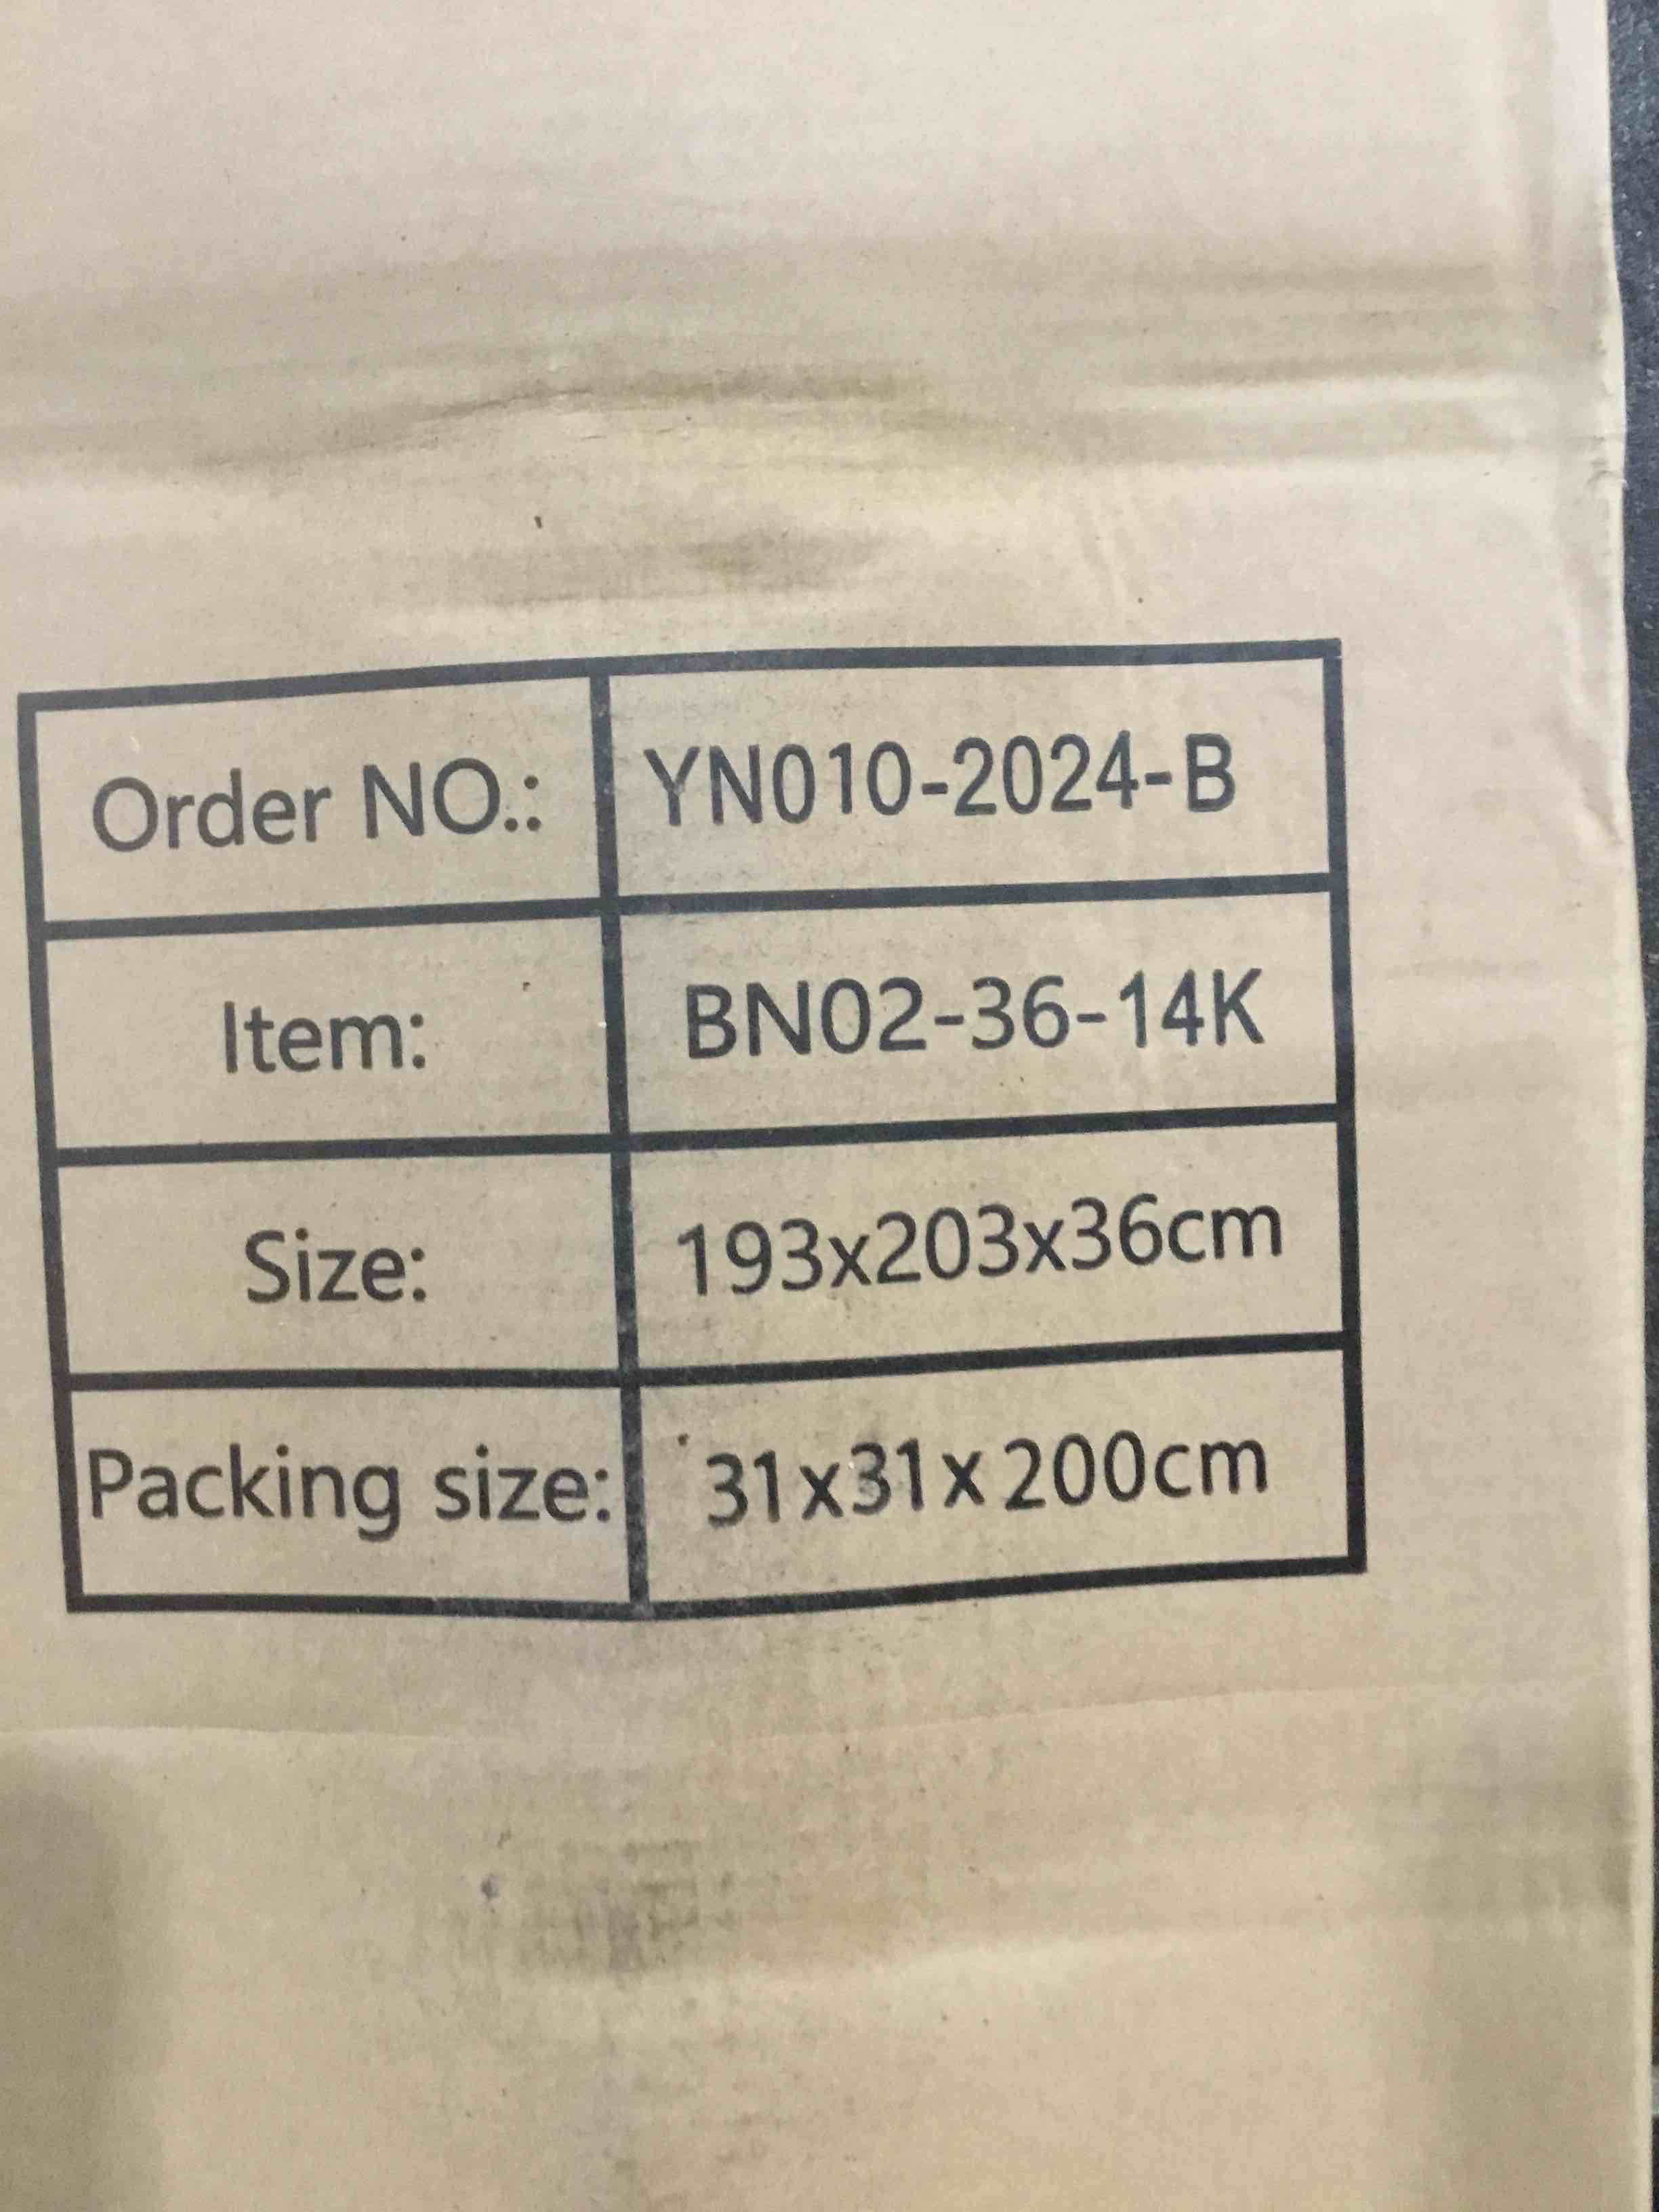 Order NO.: YN010-2024-B
Item: BN02-36-14K
Size: 193x203x36cm
Packing size: 31x31x200cm